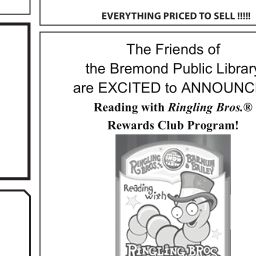 EVERYTHING PRICED TO SELL !!!!!
The Friends of
the Bremond Public Library
are EXCITED to ANNOUNC
Reading with Ringling Bros.®
Rewards Club Program!
RINGLING BROS. BARNUM & BAILEY
Reading
with
RINGLING BROS.